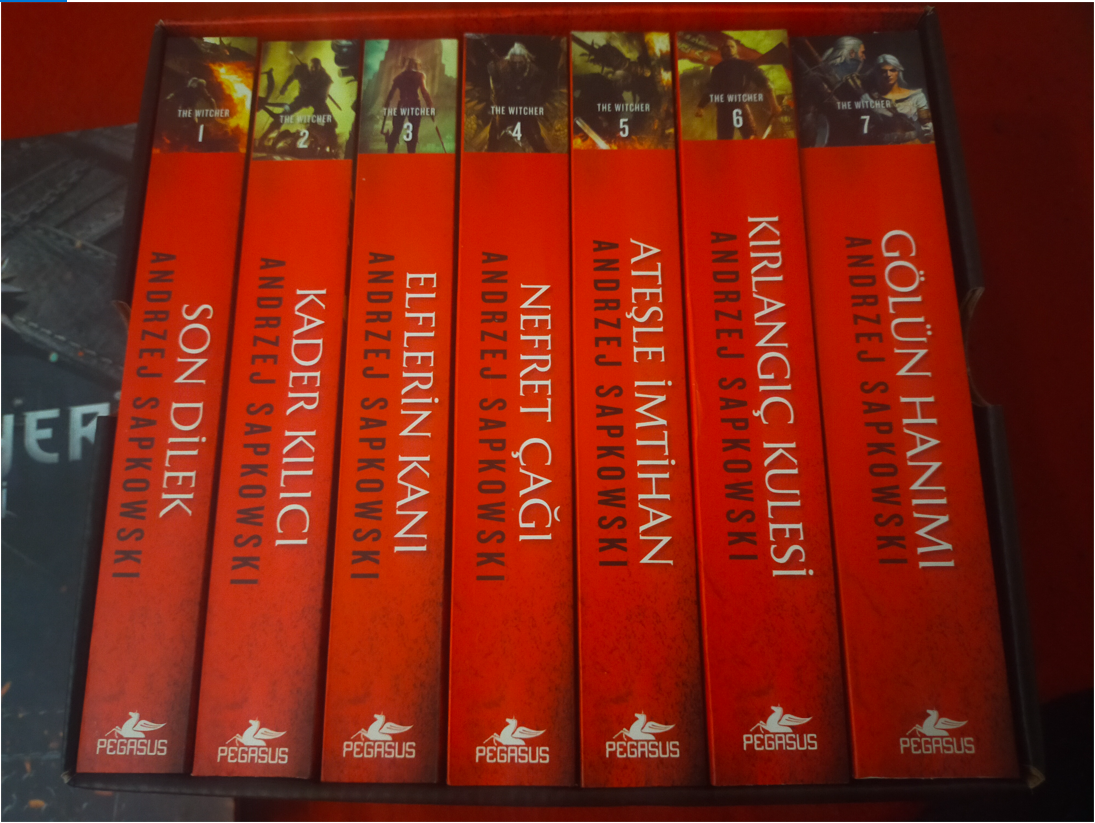 THE WITCHER
1
SON DİLEK
ANDRZEJ SAPKOWSKI
PEGASUS
THE WITCHER
2
KADER KILICI
ANDRZEJ SAPKOWSKI
PEGASUS
THE WITCHER
3
ELFLERİN KANI
ANDRZEJ SAPKOWSKI
PEGASUS
THE WITCHER
4
NEFRET ÇAĞI
ANDRZEJ SAPKOWSKI
PEGASUS
THE WITCHER
5
ATEŞLE İMTİHAN
ANDRZEJ SAPKOWSKI
PEGASUS
THE WITCHER
6
KIRLANGIÇ KULESİ
ANDRZEJ SAPKOWSKI
PEGASUS
THE WITCHER
7
GÖLÜN HANIMI
ANDRZEJ SAPKOWSKI
PEGASUS